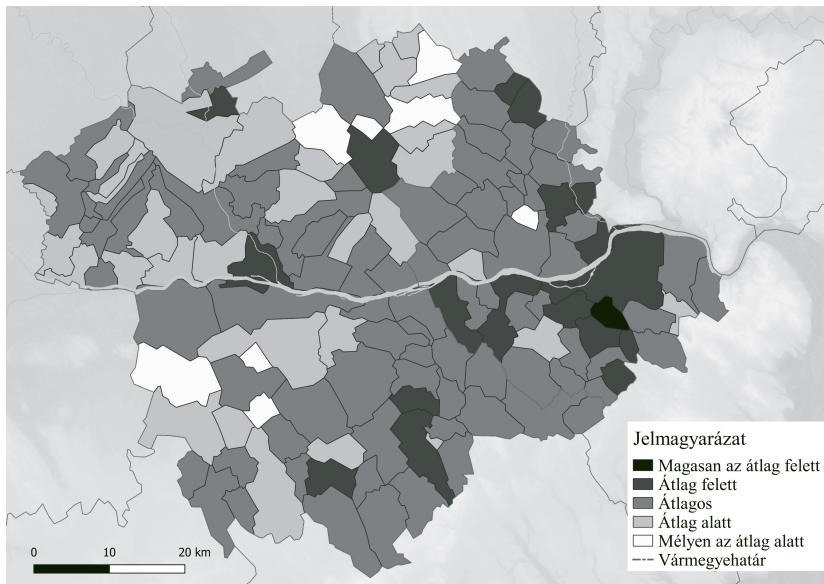 Jelmagyarázat
Magasan az átlag felett
Átlag felett
Átlagos
Átlag alatt
Mélyen az átlag alatt
Vármegyehatár
0 10 20 km